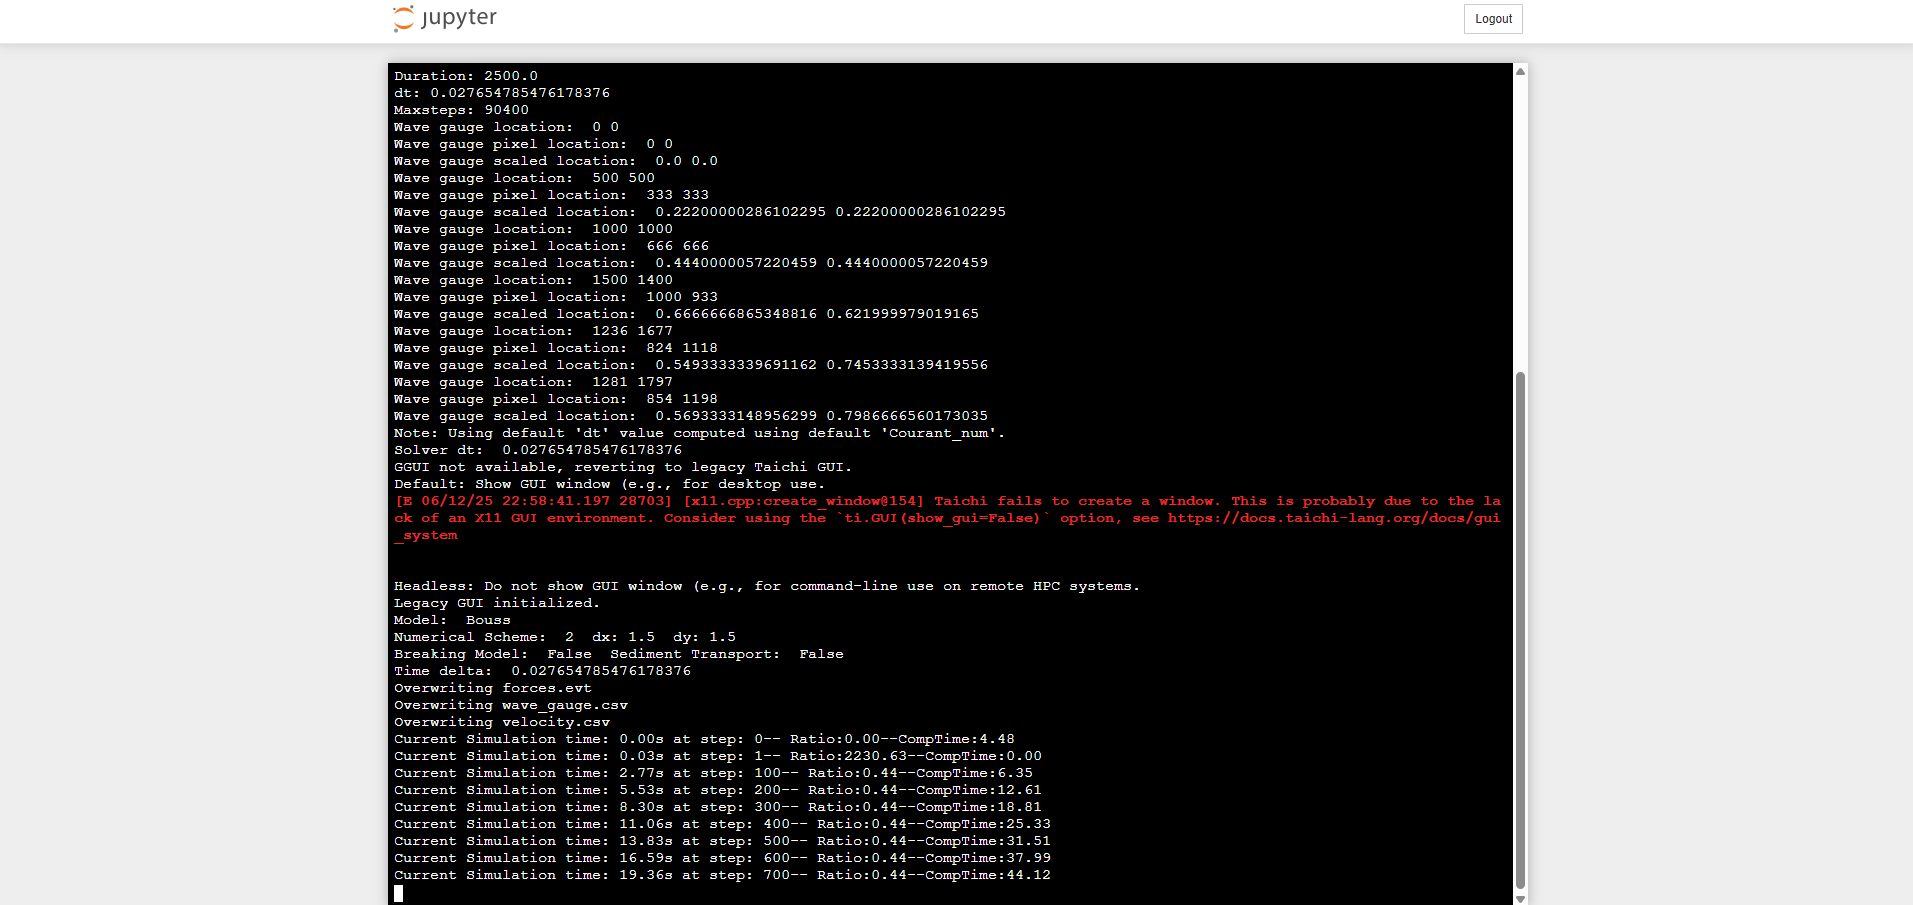 jupyter
Logout
Duration: 2500.0
dt: 0.027654785476178376
Maxsteps: 90400
Wave gauge location:  0 0
Wave gauge pixel location:  0 0
Wave gauge scaled location:  0.0 0.0
Wave gauge location:  500 500
Wave gauge pixel location:  333 333
Wave gauge scaled location:  0.22200000286102295 0.22200000286102295
Wave gauge location:  1000 1000
Wave gauge pixel location:  666 666
Wave gauge scaled location:  0.4440000057220459 0.4440000057220459
Wave gauge location:  1500 1400
Wave gauge pixel location:  1000 933
Wave gauge scaled location:  0.6666666865348816 0.621999979019165
Wave gauge location:  1236 1677
Wave gauge pixel location:  824 1118
Wave gauge scaled location:  0.5493333339691162 0.7453333139419556
Wave gauge location:  1281 1797
Wave gauge pixel location:  854 1198
Wave gauge scaled location:  0.5693333148956299 0.7986666560173035
Note: Using default 'dt' value computed using default 'Courant_num'.
Solver dt:  0.027654785476178376
GGUI not available, reverting to legacy Taichi GUI.
Default: Show GUI window (e.g., for desktop use.
[E 06/12/25 22:58:41.197 28703] [x11.cpp:create_window@154] Taichi fails to create a window. This is probably due to the la
ck of an X11 GUI environment. Consider using the `ti.GUI(show_gui=False)` option, see https://docs.taichi-lang.org/docs/gui
_system
Headless: Do not show GUI window (e.g., for command-line use on remote HPC systems.
Legacy GUI initialized.
Model:  Bouss
Numerical Scheme:  2  dx: 1.5  dy: 1.5
Breaking Model:  False  Sediment Transport:  False
Time delta:  0.027654785476178376
Overwriting forces.evt
Overwriting wave_gauge.csv
Overwriting velocity.csv
Current Simulation time: 0.00s at step: 0-- Ratio:0.00--CompTime:4.48
Current Simulation time: 0.03s at step: 1-- Ratio:2230.63--CompTime:0.00
Current Simulation time: 2.77s at step: 100-- Ratio:0.44--CompTime:6.35
Current Simulation time: 5.53s at step: 200-- Ratio:0.44--CompTime:12.61
Current Simulation time: 8.30s at step: 300-- Ratio:0.44--CompTime:18.81
Current Simulation time: 11.06s at step: 400-- Ratio:0.44--CompTime:25.33
Current Simulation time: 13.83s at step: 500-- Ratio:0.44--CompTime:31.51
Current Simulation time: 16.59s at step: 600-- Ratio:0.44--CompTime:37.99
Current Simulation time: 19.36s at step: 700-- Ratio:0.44--CompTime:44.12